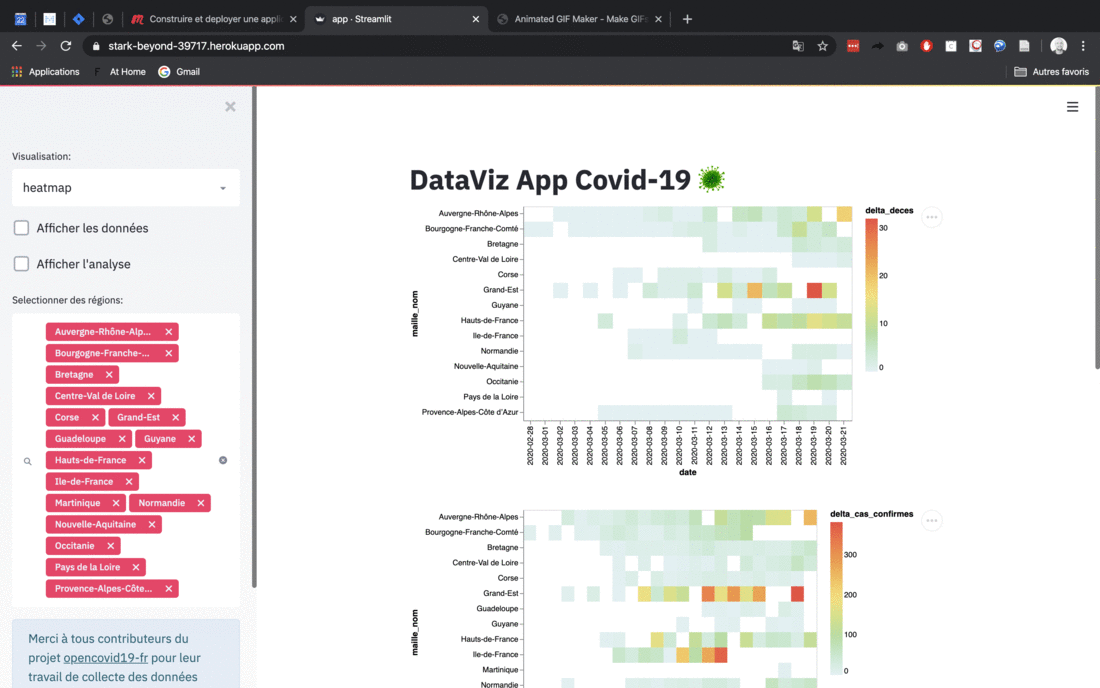 22
Construire et deployer une appli
app · Streamlit
Animated GIF Maker - Make GIFs
stark-beyond-39717.herokuapp.com
Applications
At Home
Gmail
Autres favoris
Visualisation:
heatmap
Afficher les données
Afficher l'analyse
Selectionner des régions:
Auvergne-Rhône-Alp...
Bourgogne-Franche-...
Bretagne
Centre-Val de Loire
Corse
Grand-Est
Guadeloupe
Guyane
Hauts-de-France
Ile-de-France
Martinique
Normandie
Nouvelle-Aquitaine
Occitanie
Pays de la Loire
Provence-Alpes-Côte...
Merci à tous contributeurs du
projet opencovid19-fr pour leur
travail de collecte des données
DataViz App Covid-19
maille_nom
Auvergne-Rhône-Alpes
Bourgogne-Franche-Comté
Bretagne
Centre-Val de Loire
Corse
Grand-Est
Guyane
Hauts-de-France
Ile-de-France
Normandie
Nouvelle-Aquitaine
Occitanie
Pays de la Loire
Provence-Alpes-Côte d'Azur
2020-02-28
2020-03-01
2020-03-02
2020-03-03
2020-03-04
2020-03-05
2020-03-06
2020-03-07
2020-03-08
2020-03-09
2020-03-10
2020-03-11
2020-03-12
2020-03-13
2020-03-14
2020-03-15
2020-03-16
2020-03-17
2020-03-18
2020-03-19
2020-03-20
2020-03-21
date
delta_deces
30
20
10
0
maille_nom
Auvergne-Rhône-Alpes
Bourgogne-Franche-Comté
Bretagne
Centre-Val de Loire
Corse
Grand-Est
Guadeloupe
Guyane
Hauts-de-France
Ile-de-France
Martinique
Normandie
delta_cas_confirmes
300
200
100
0